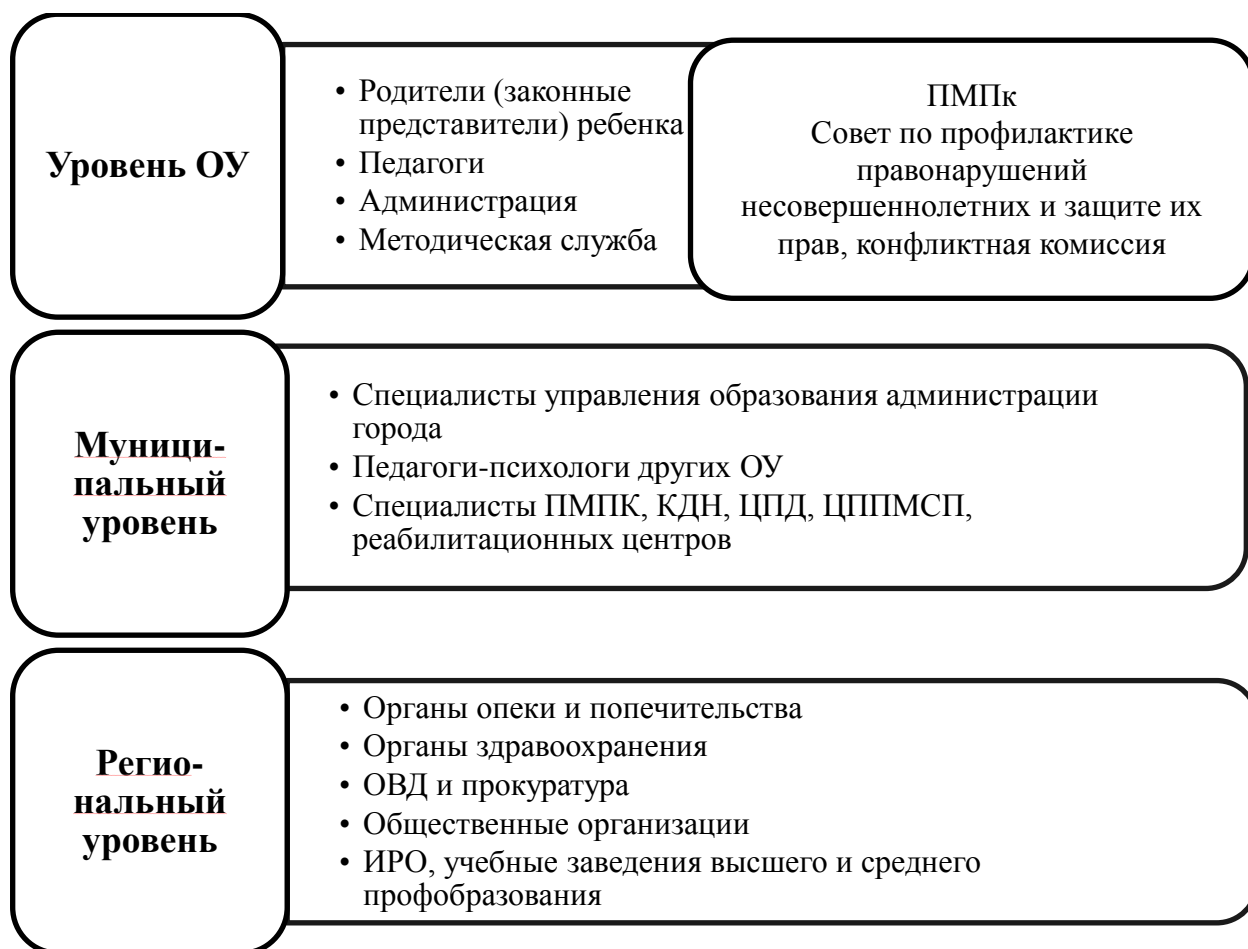 Уровень ОУ
• Родители (законные
представители) ребенка
• Педагоги
• Администрация
• Методическая служба
ПМПк
Совет по профилактике
правонарушений
несовершеннолетних и защите их
прав, конфликтная комиссия
Муници-
пальный
уровень
• Специалисты управления образования администрации
города
• Педагоги-психологи других ОУ
• Специалисты ПМПК, КДН, ЦПД, ЦППМСП,
реабилитационных центров
Регио-
нальный
уровень
• Органы опеки и попечительства
• Органы здравоохранения
• ОВД и прокуратура
• Общественные организации
• ИРО, учебные заведения высшего и среднего
профобразования